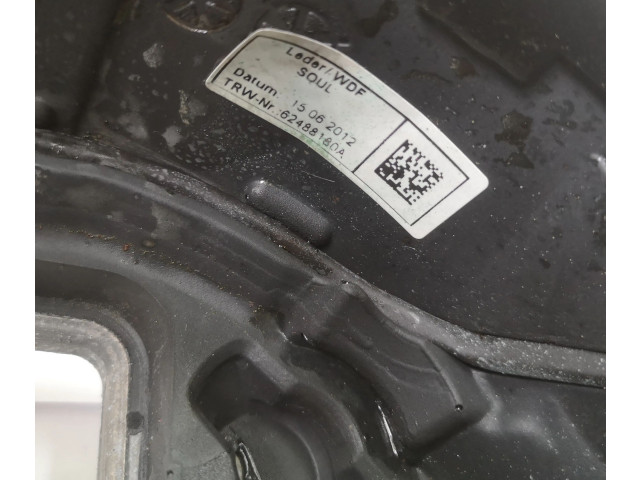 Leder / WDF
SOUL
Datum 15 06 2012
TRW-Nr.:62488160A